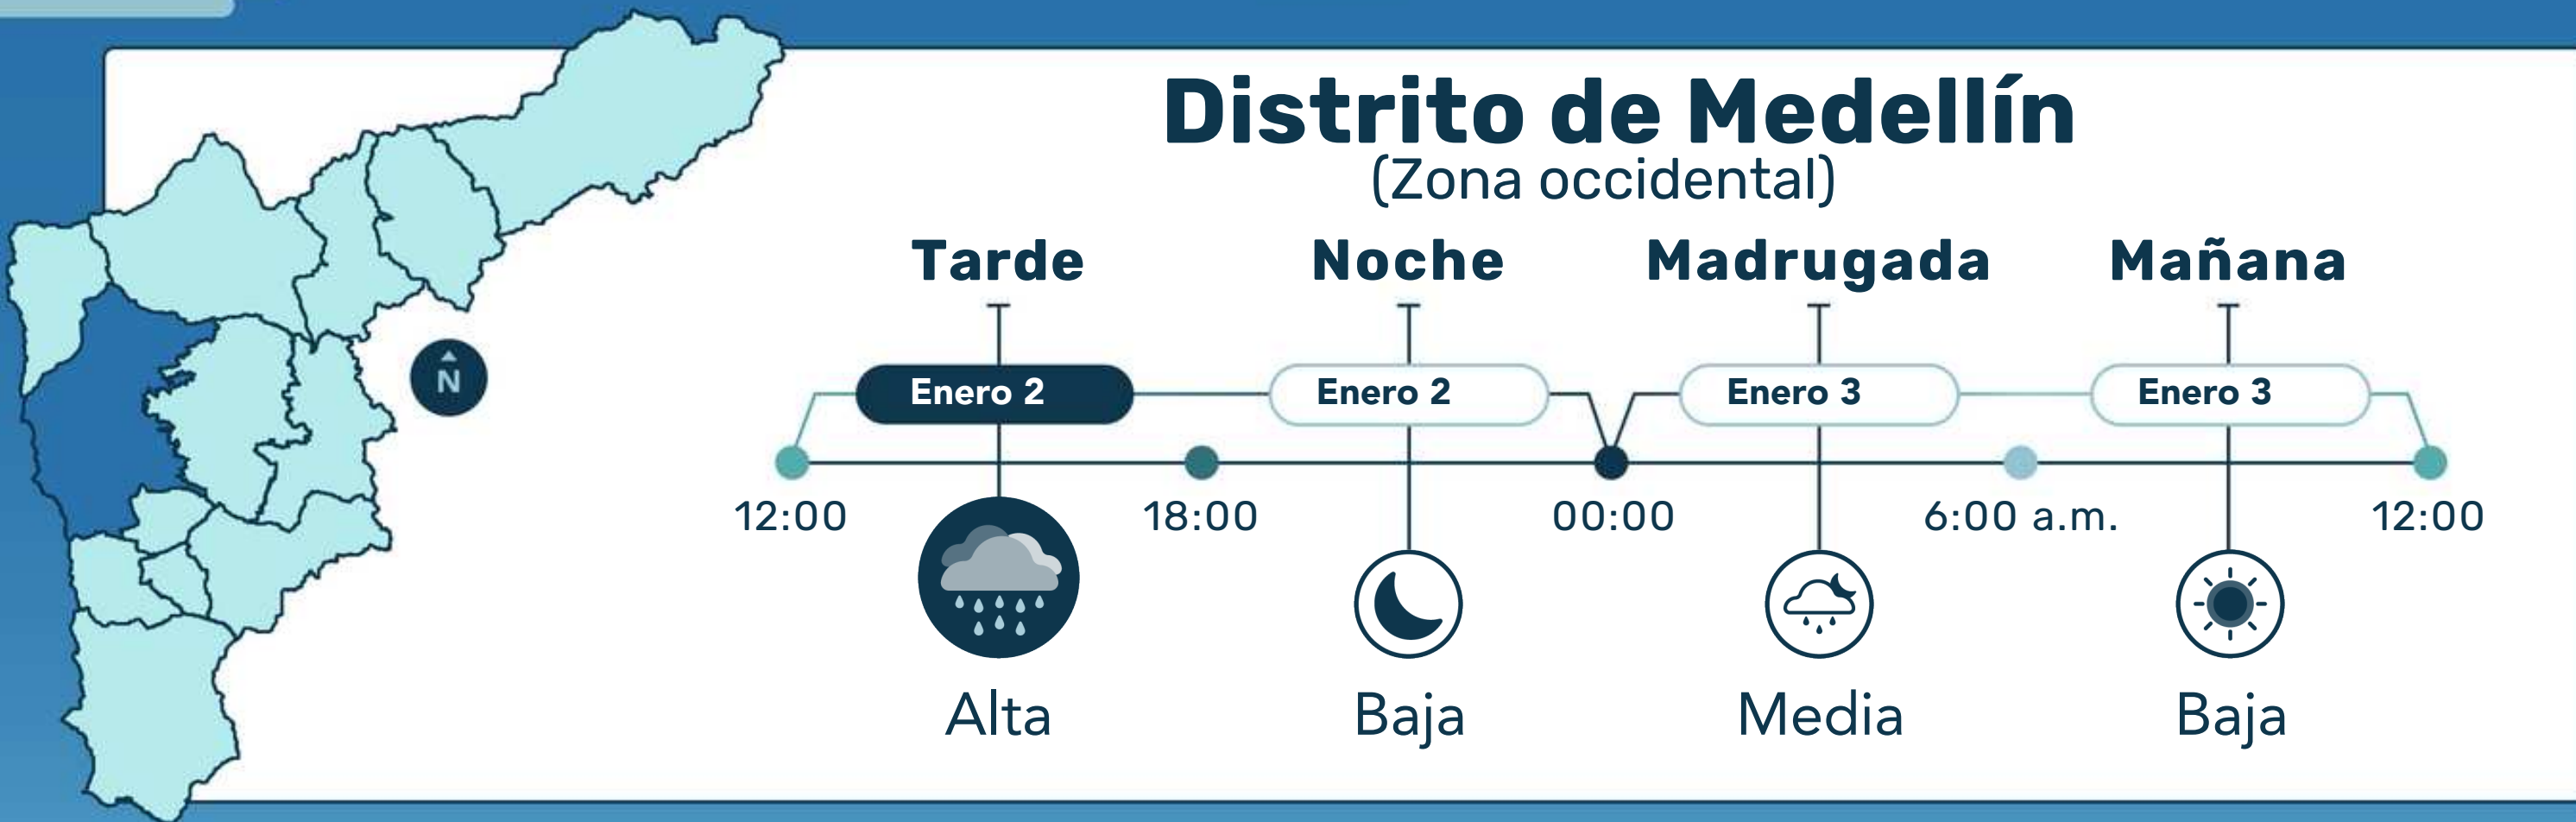 Distrito de Medellín
(Zona occidental)
Tarde Noche Madrugada Mañana
N
Enero 2 Enero 2 Enero 3 Enero 3
12:00 18:00 00:00 6:00 a.m. 12:00
Alta Baja Media Baja